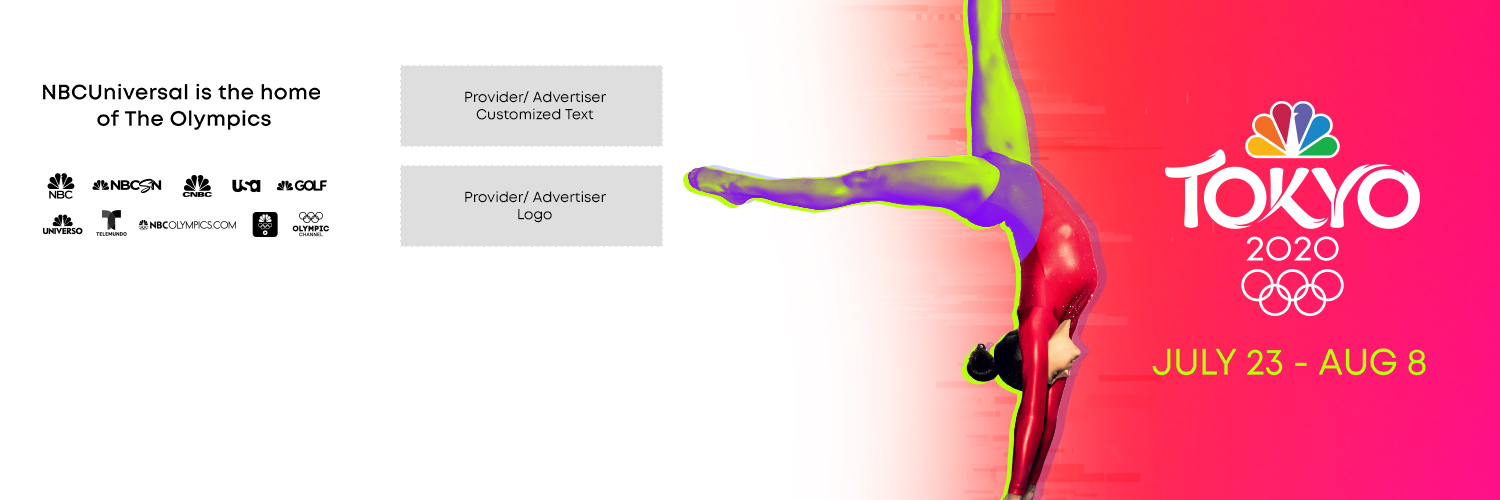 NBCUniversal is the home
of The Olympics
NBC
NBCSN
CNBC
USA
GOLF
UNIVERSO
TELEMUNDO
NBCOLYMPICS.COM
OLYMPIC
CHANNEL
Provider/ Advertiser
Customized Text
Provider/ Advertiser
Logo
TOKYO
2020
JULY 23 - AUG 8